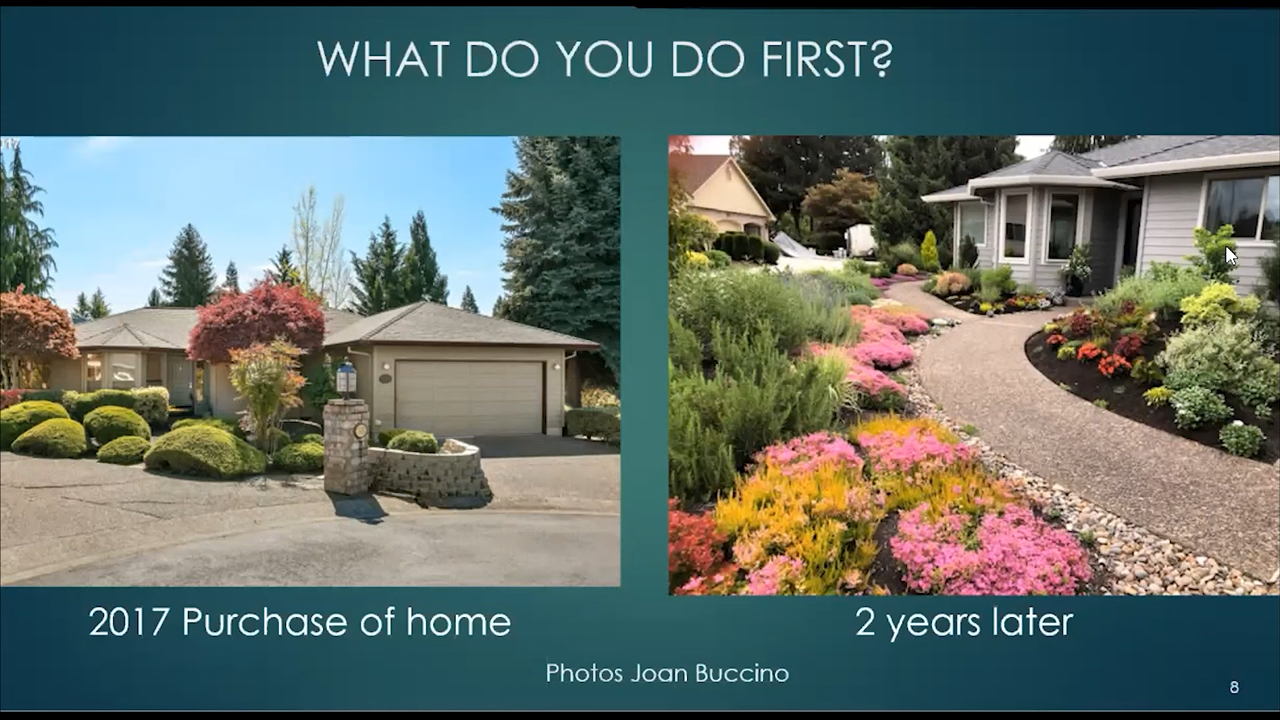 WHAT DO YOU DO FIRST?
2017 Purchase of home
2 years later
Photos Joan Buccino
8